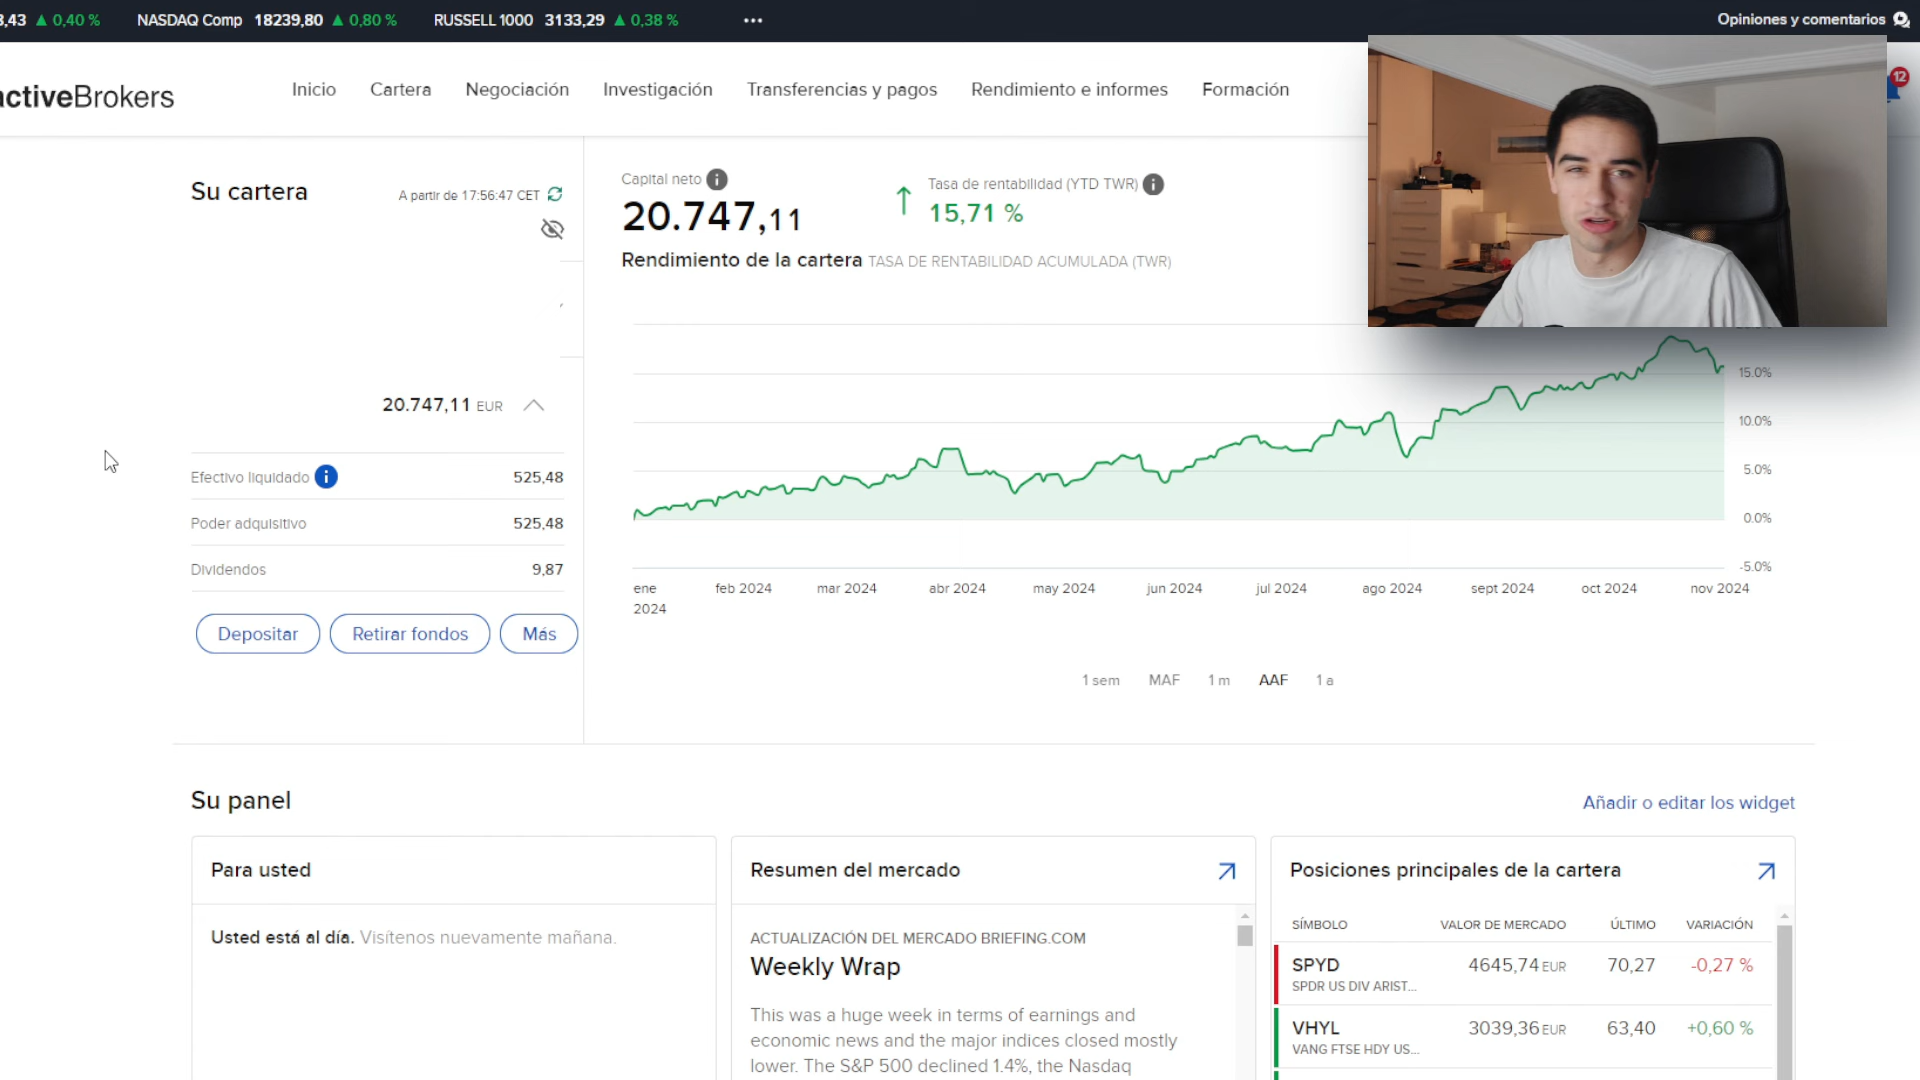 3,43 ▲ 0,40 % NASDAQ Comp 18239,80 ▲ 0,80 % RUSSELL 1000 3133,29 ▲ 0,38 % ••• Opiniones y comentarios
activeBrokers
Inicio Cartera Negociación Investigación Transferencias y pagos Rendimiento e informes Formación
12
Su cartera
A partir de 17:56:47 CET
20.747,11 EUR
Efectivo liquidado i 525,48
Poder adquisitivo 525,48
Dividendos 9,87
Depositar Retirar fondos Más
Capital neto i
20.747,11
Tasa de rentabilidad (YTD TWR) i
15,71 %
Rendimiento de la cartera TASA DE RENTABILIDAD ACUMULADA (TWR)
15.0%
10.0%
5.0%
0.0%
-5.0%
ene 2024 feb 2024 mar 2024 abr 2024 may 2024 jun 2024 jul 2024 ago 2024 sept 2024 oct 2024 nov 2024
1 sem MAF 1 m AAF 1 a
Su panel
Añadir o editar los widget
Para usted
Usted está al día. Visítenos nuevamente mañana.
Resumen del mercado
ACTUALIZACIÓN DEL MERCADO BRIEFING.COM
Weekly Wrap
This was a huge week in terms of earnings and
economic news and the major indices closed mostly
lower. The S&P 500 declined 1.4%, the Nasdaq
Posiciones principales de la cartera
SÍMBOLO VALOR DE MERCADO ÚLTIMO VARIACIÓN
SPYD 4645,74 EUR 70,27 -0,27 %
SPDR US DIV ARIST...
VHYL 3039,36 EUR 63,40 +0,60 %
VANG FTSE HDY US...